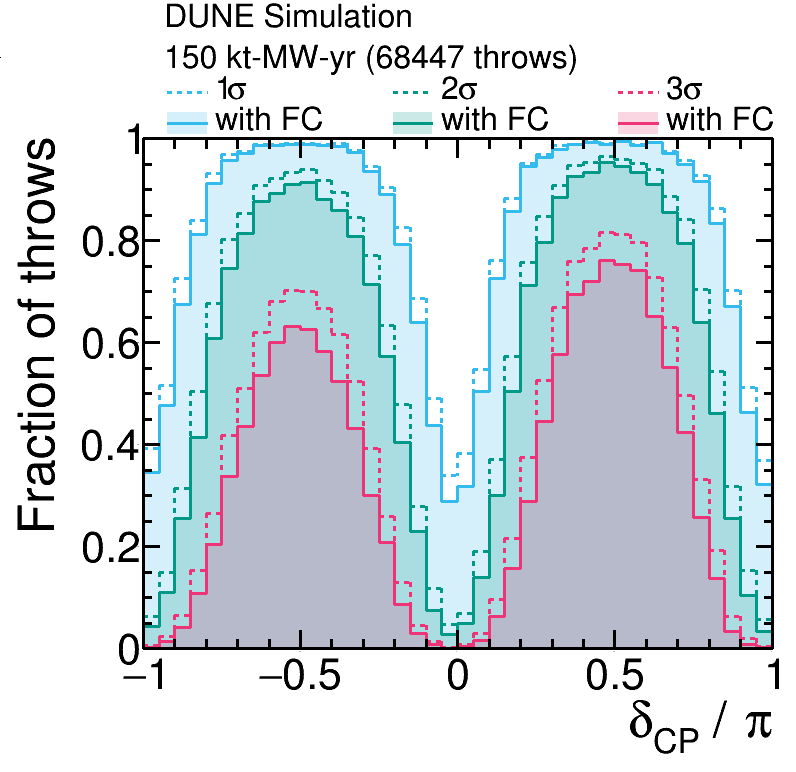 DUNE Simulation
150 kt-MW-yr (68447 throws)
1σ 2σ 3σ
with FC with FC with FC
Fraction of throws
1
0.8
0.6
0.4
0.2
0
−1 −0.5 0 0.5 1
δCP / π